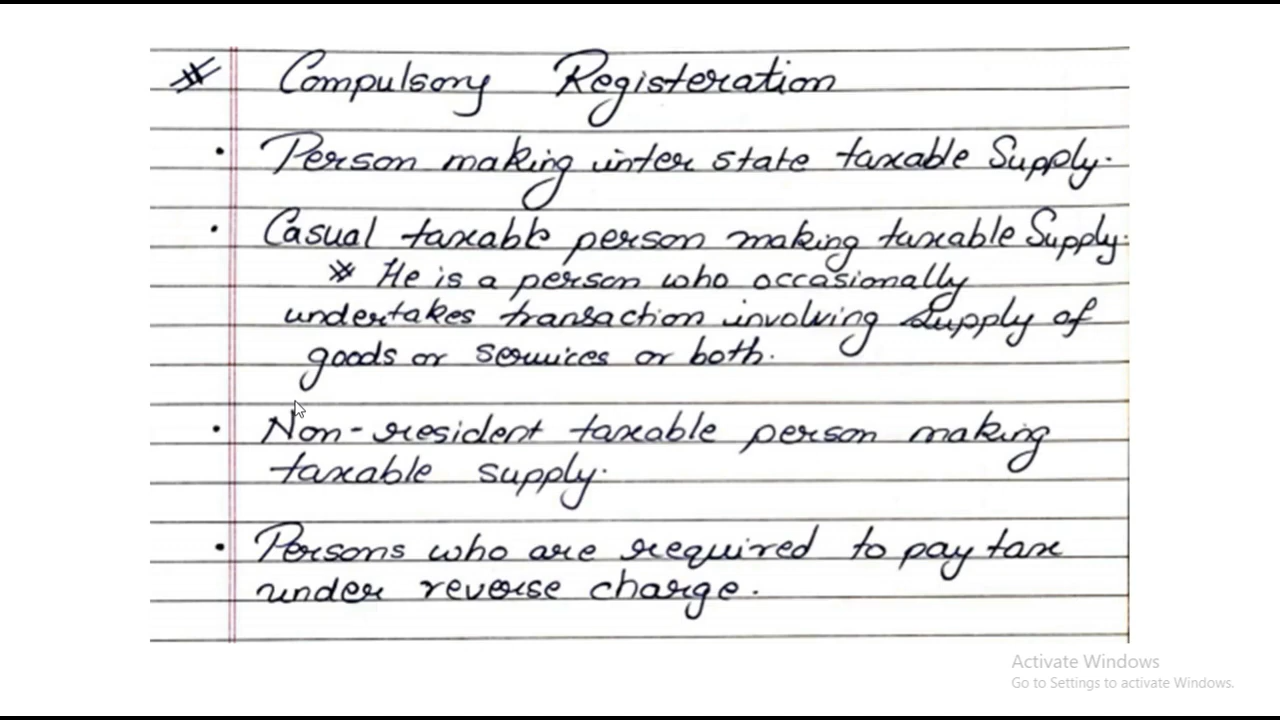 # Compulsory Registeration
• Person making inter state taxable Supply.
• Casual taxable person making taxable Supply.
* He is a person who occasionally
undertakes transaction involving Supply of
goods or services or both.
• Non-resident taxable person making
taxable supply.
• Persons who are required to pay tax
under reverse charge.
Activate Windows
Go to Settings to activate Windows.